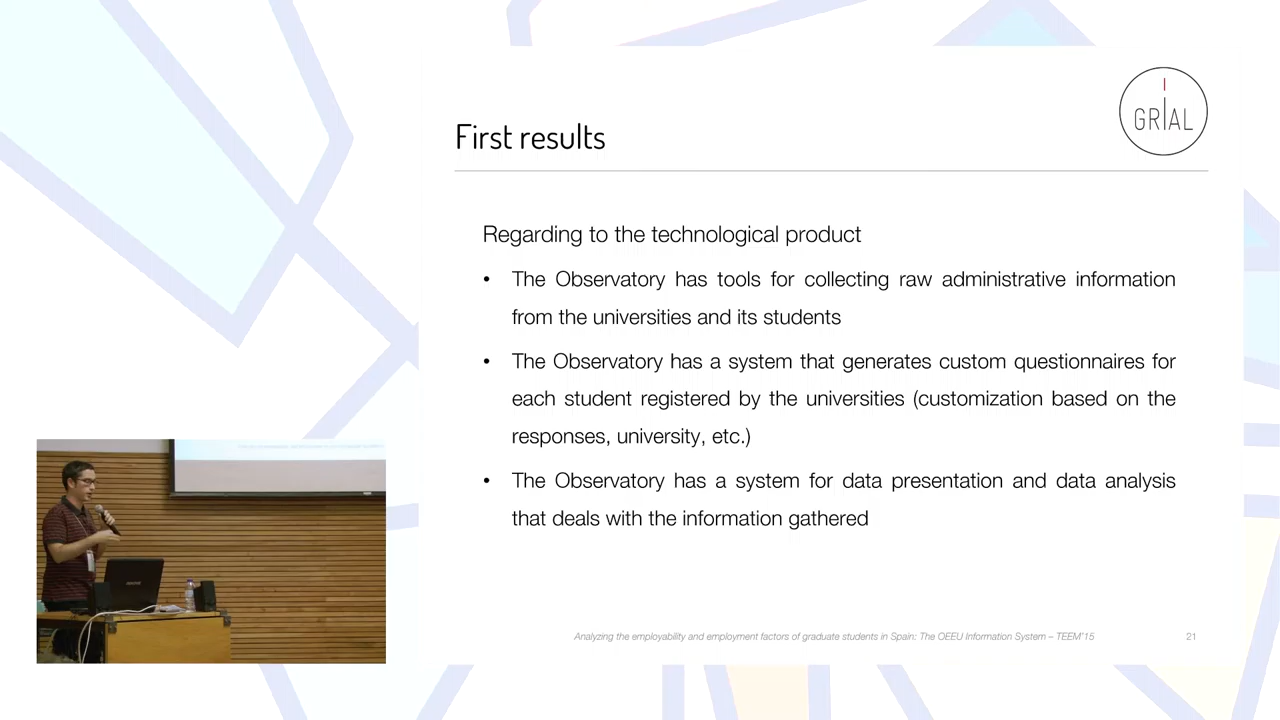 GRIAL
First results
Regarding to the technological product
• The Observatory has tools for collecting raw administrative information
from the universities and its students
• The Observatory has a system that generates custom questionnaires for
each student registered by the universities (customization based on the
responses, university, etc.)
• The Observatory has a system for data presentation and data analysis
that deals with the information gathered
Analyzing the employability and employment factors of graduate students in Spain: The OEEU Information System – TEEM'15
21